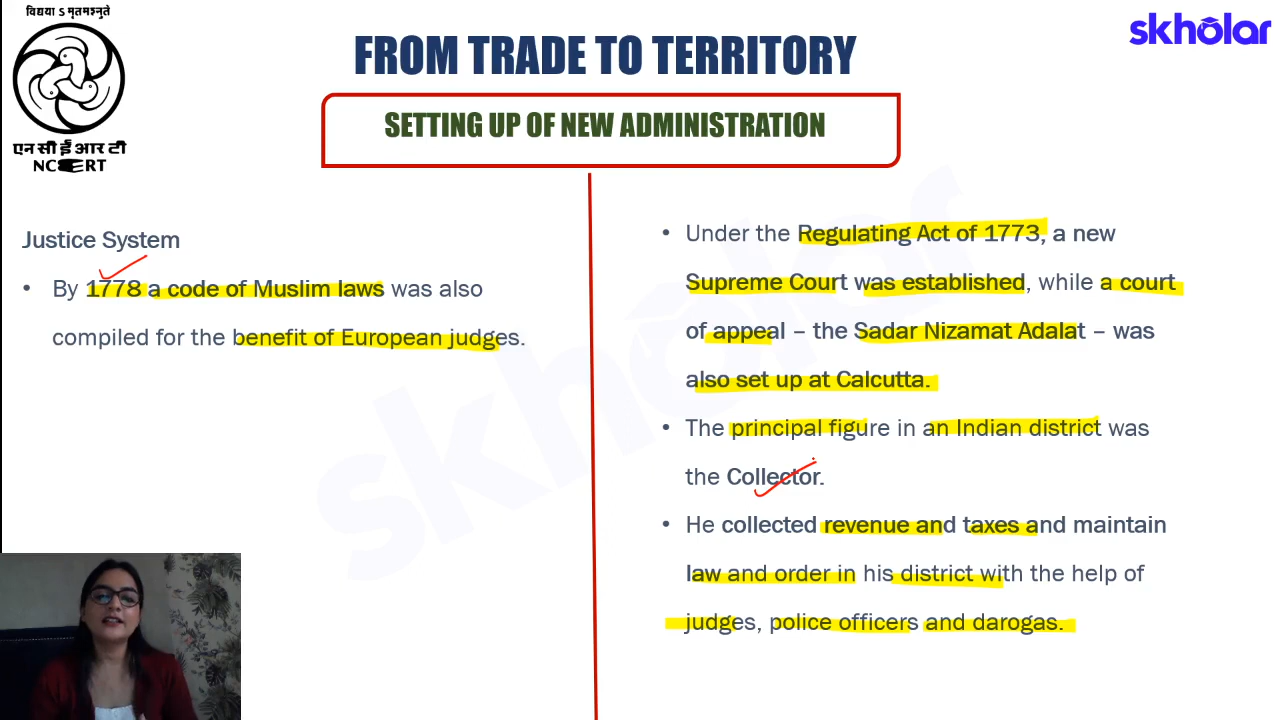 विद्यया ऽ मृतमश्नुते
एन सी ई आर टी
NCERT
skholar
FROM TRADE TO TERRITORY
SETTING UP OF NEW ADMINISTRATION
Justice System
• By 1778 a code of Muslim laws was also
compiled for the benefit of European judges.
• Under the Regulating Act of 1773, a new
Supreme Court was established, while a court
of appeal – the Sadar Nizamat Adalat – was
also set up at Calcutta.
• The principal figure in an Indian district was
the Collector.
• He collected revenue and taxes and maintain
law and order in his district with the help of
judges, police officers and darogas.
skholar